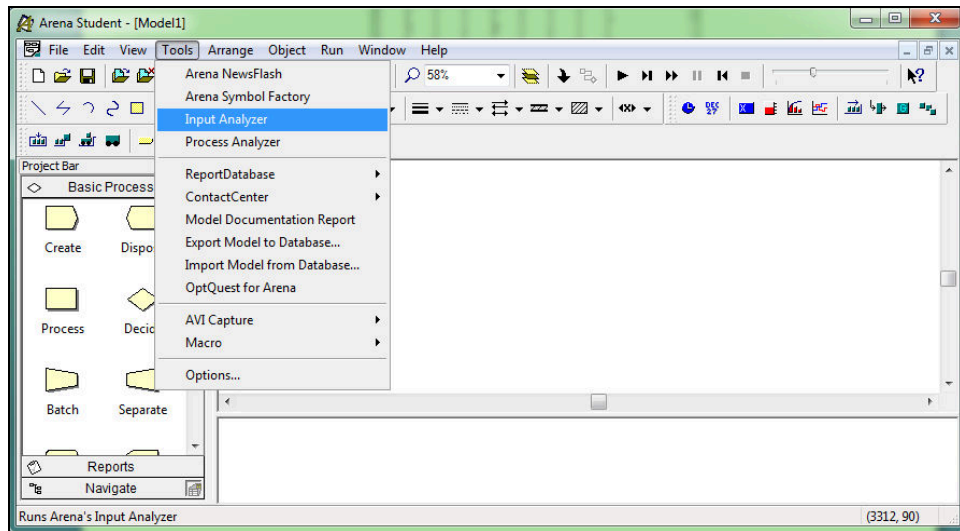 Arena Student - [Model1]
File Edit View Tools Arrange Object Run Window Help
58%
Arena NewsFlash
Arena Symbol Factory
Input Analyzer
Process Analyzer
ReportDatabase
ContactCenter
Model Documentation Report
Export Model to Database...
Import Model from Database...
OptQuest for Arena
AVI Capture
Macro
Options...
Project Bar
Basic Process
Create Dispo
Process Decid
Batch Separate
Reports
Navigate
Runs Arena's Input Analyzer
(3312, 90)